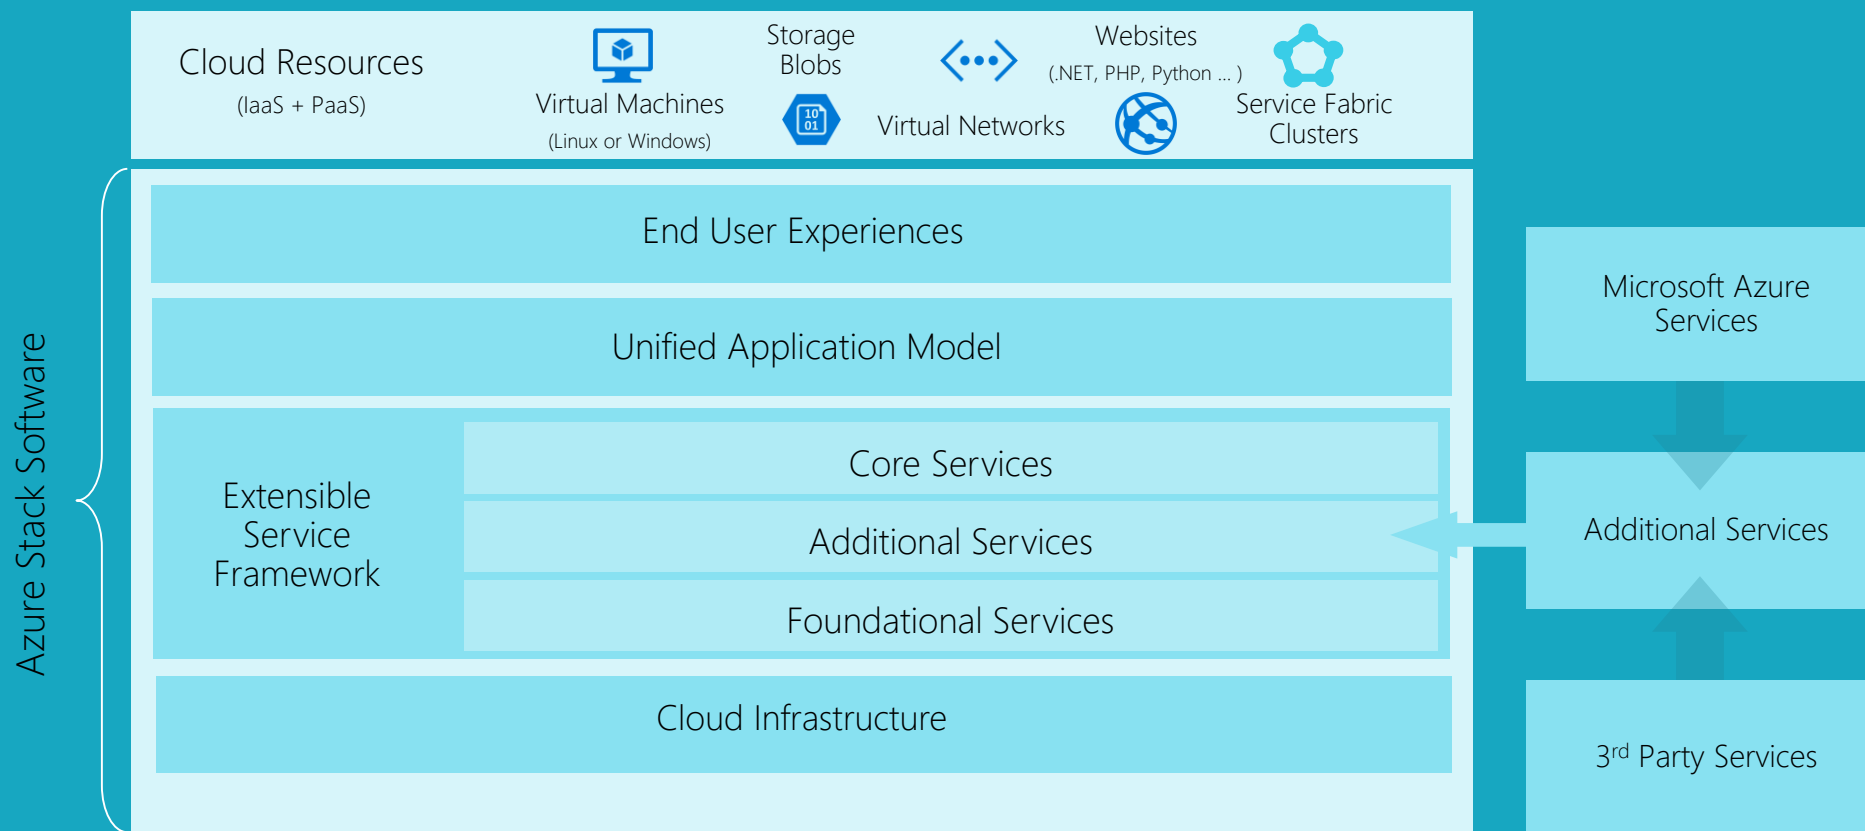 Cloud Resources
(IaaS + PaaS)
Virtual Machines
(Linux or Windows)
Storage
Blobs
10
01
Virtual Networks
Websites
(.NET, PHP, Python ... )
Service Fabric
Clusters
Azure Stack Software
End User Experiences
Unified Application Model
Extensible
Service
Framework
Core Services
Additional Services
Foundational Services
Cloud Infrastructure
Microsoft Azure
Services
Additional Services
3rd Party Services